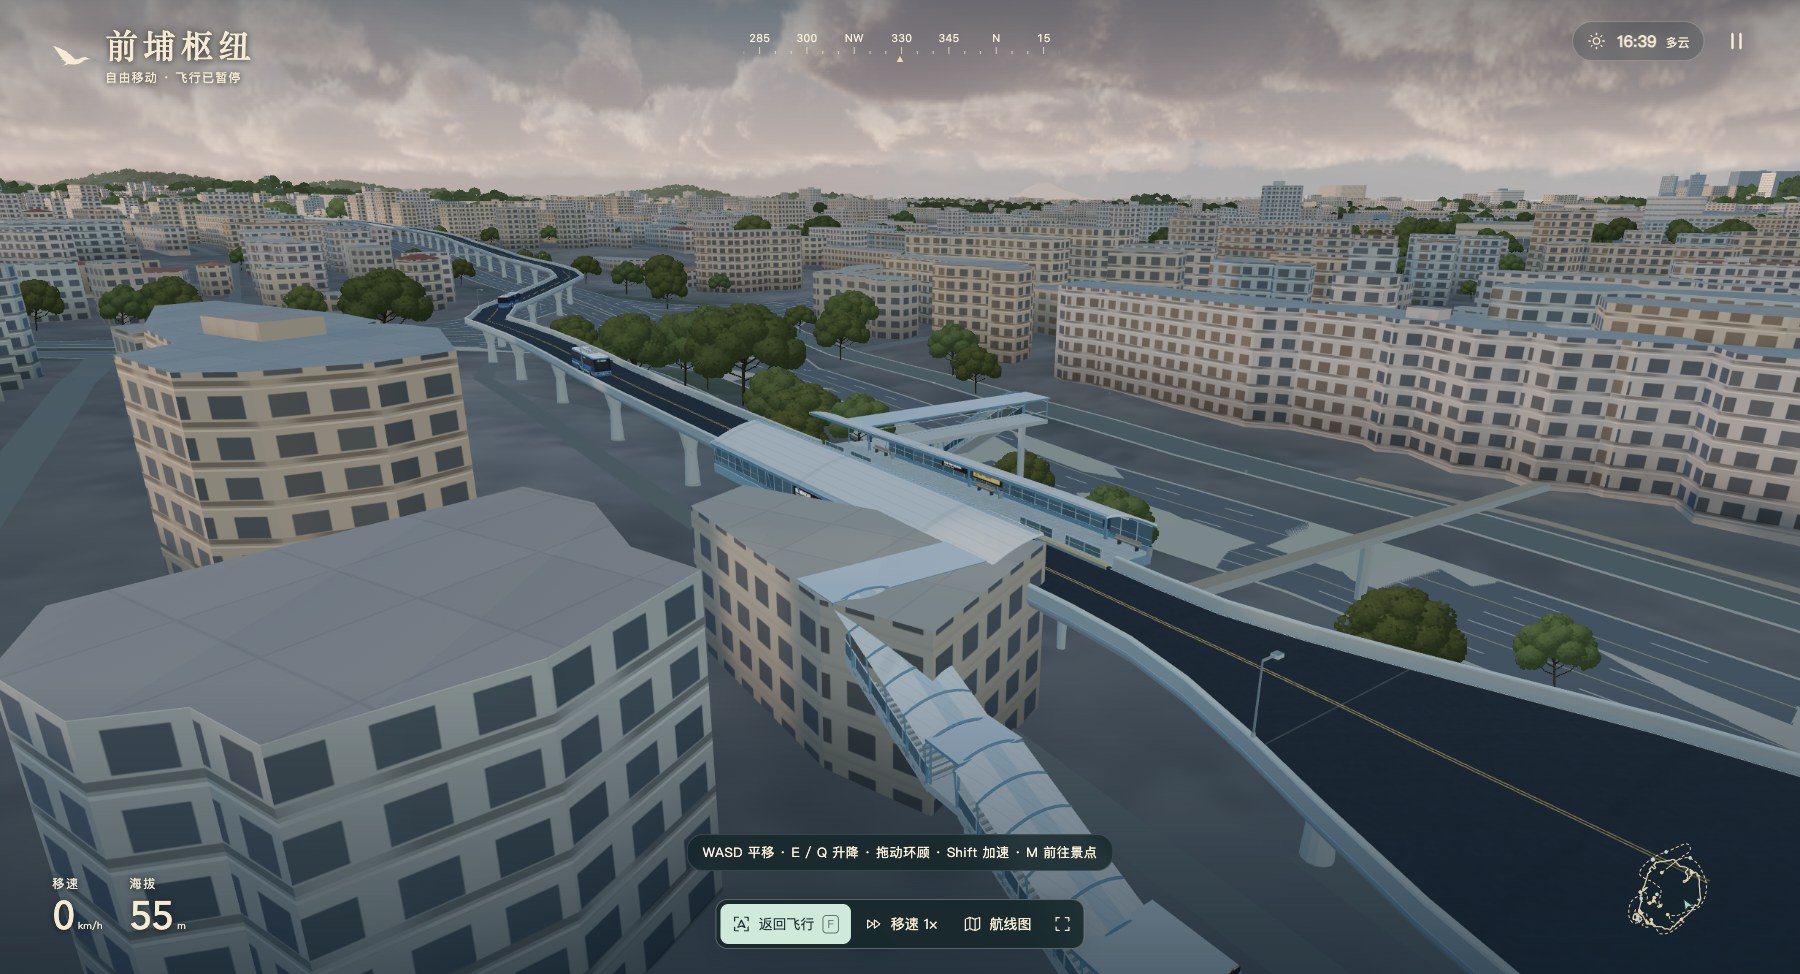 前埔枢纽
自由移动 · 飞行已暂停
285 300 NW 330 345 N 15
16:39 多云
WASD 平移 · E / Q 升降 · 拖动环顾 · Shift 加速 · M 前往景点
移速 海拔
0 km/h 55 m
返回飞行 F 移速 1x 航线图